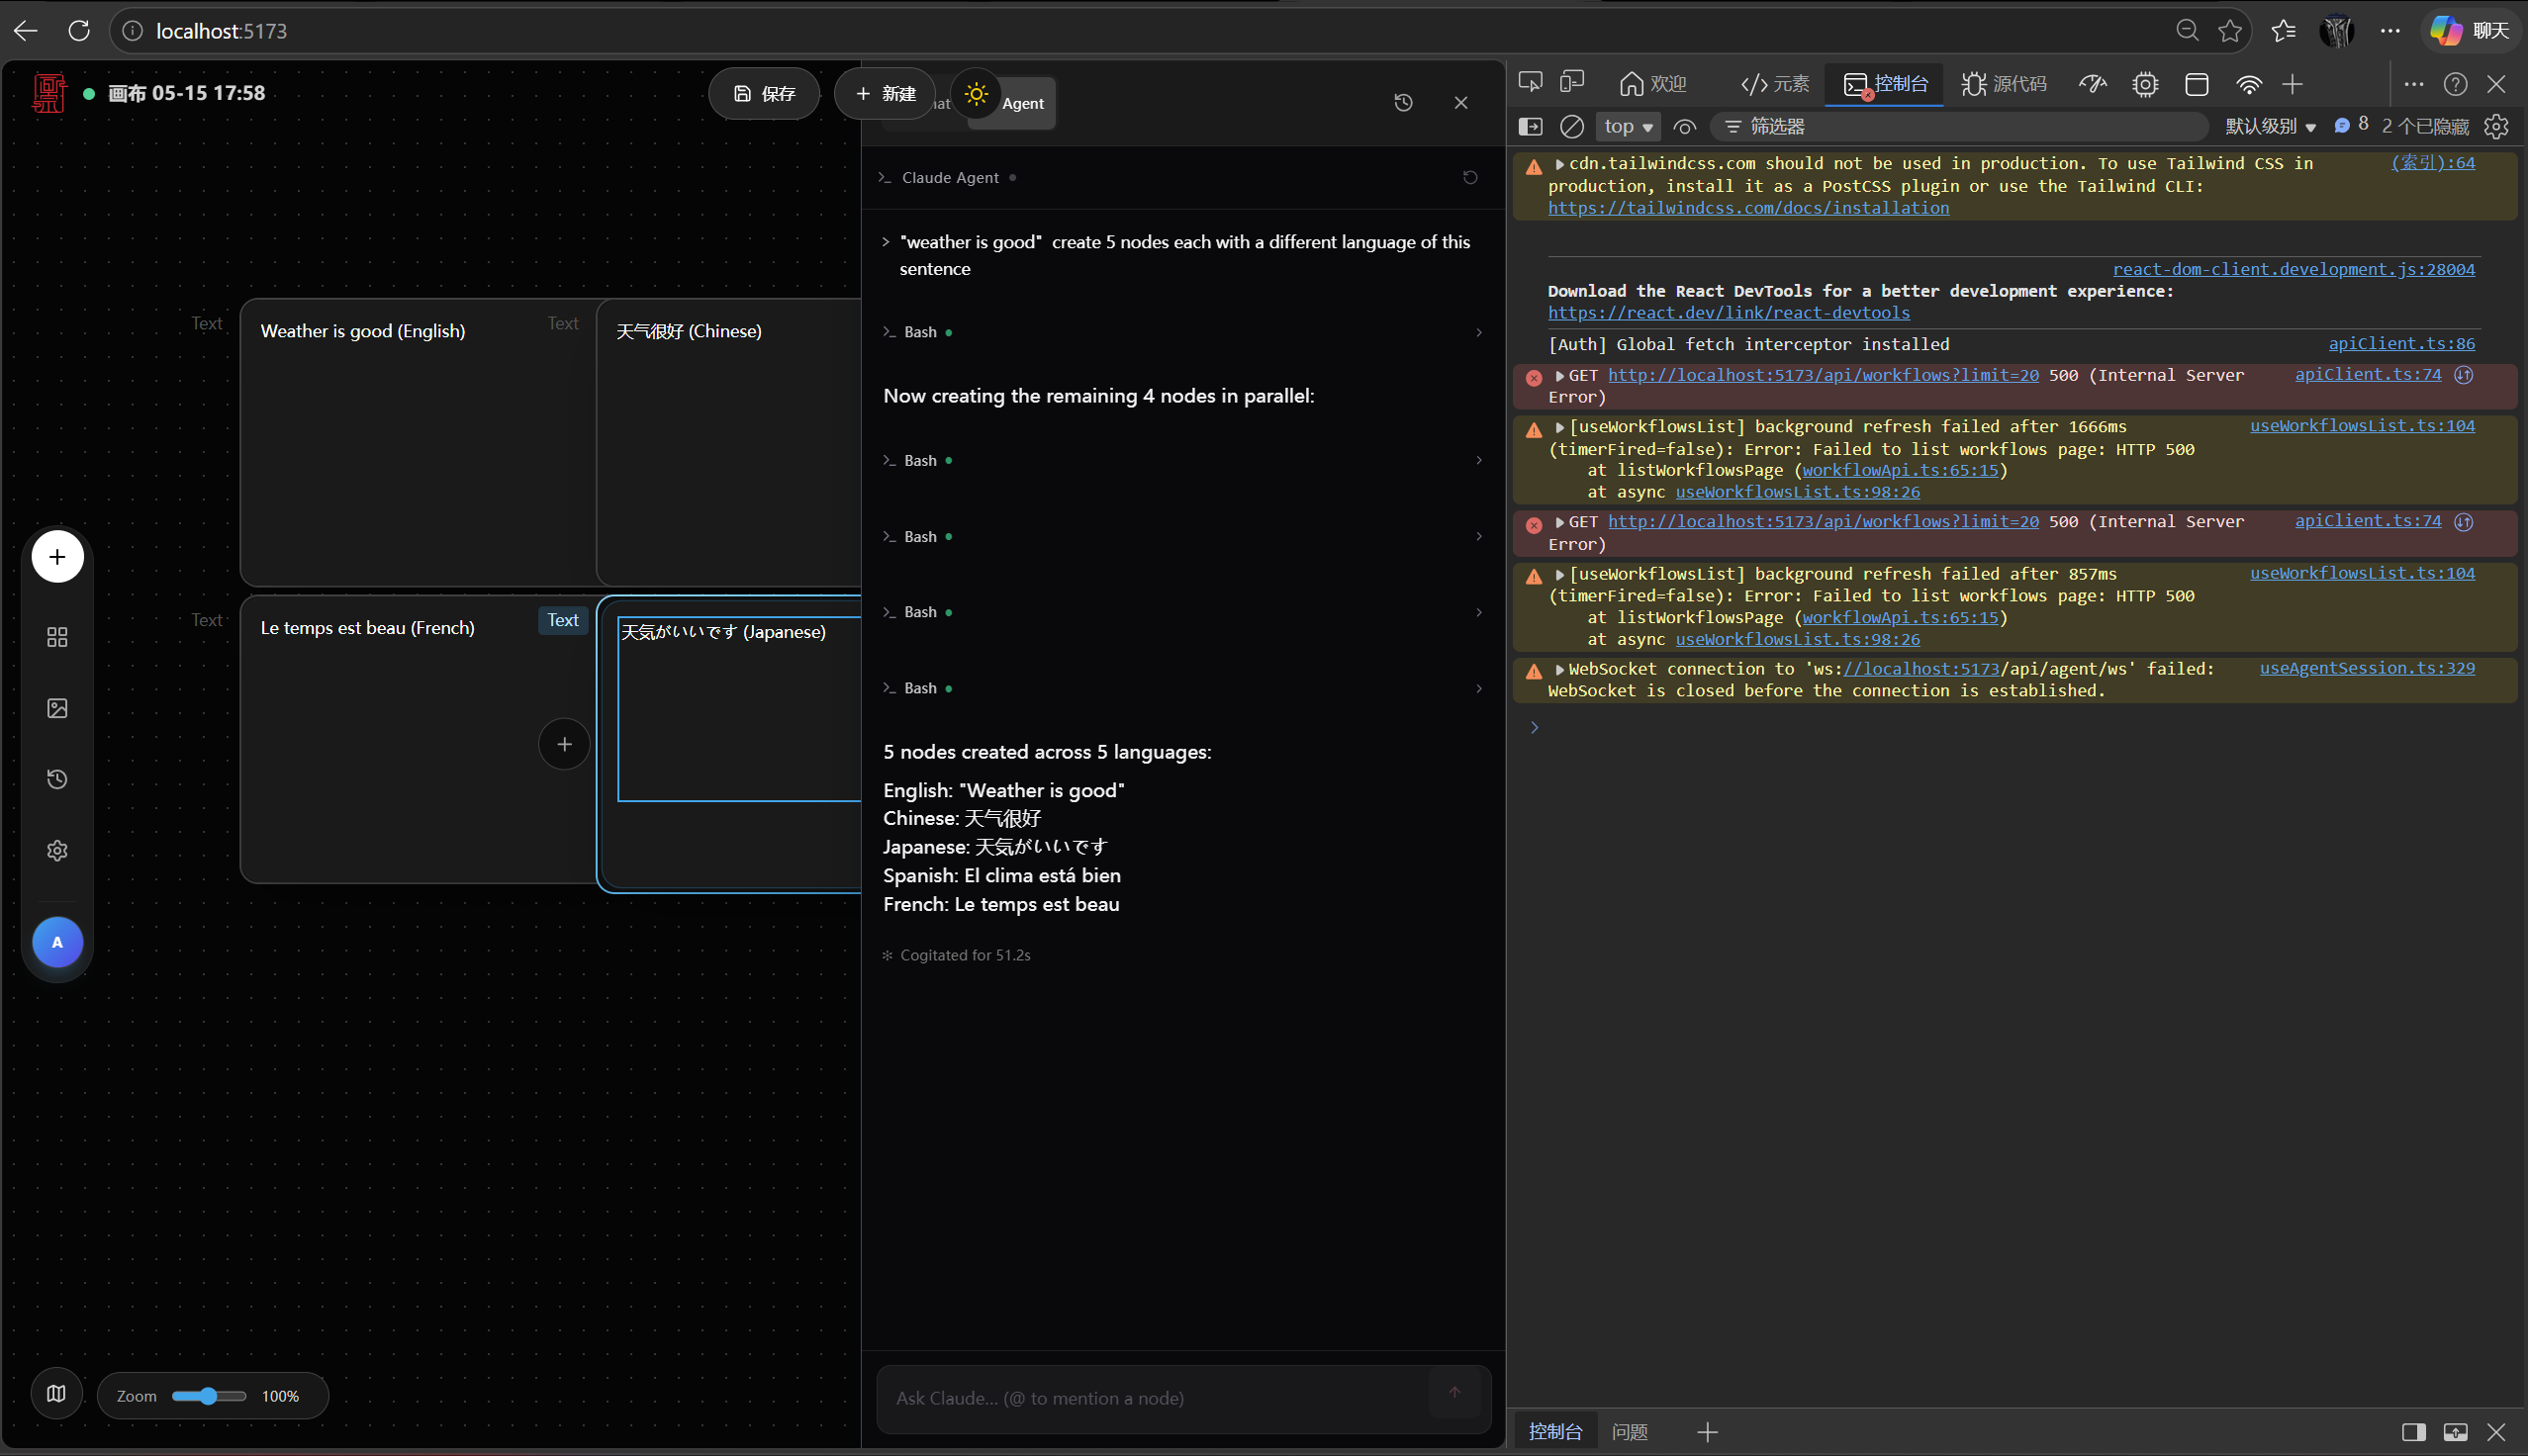 localhost:5173
聊天
画布 05-15 17:58
保存
+ 新建
at
Agent
Claude Agent
> "weather is good"  create 5 nodes each with a different language of this
sentence
Text
Weather is good (English)
Text
天气很好 (Chinese)
Text
Le temps est beau (French)
Text
天気がいいです (Japanese)
>_ Bash
Now creating the remaining 4 nodes in parallel:
>_ Bash
>_ Bash
>_ Bash
>_ Bash
5 nodes created across 5 languages:
English: "Weather is good"
Chinese: 天气很好
Japanese: 天気がいいです
Spanish: El clima está bien
French: Le temps est beau
✻ Cogitated for 51.2s
A
Zoom
100%
Ask Claude... (@ to mention a node)
欢迎
</> 元素
控制台
源代码
top
筛选器
默认级别
8
2 个已隐藏
cdn.tailwindcss.com should not be used in production. To use Tailwind CSS in (索引):64
production, install it as a PostCSS plugin or use the Tailwind CLI:
https://tailwindcss.com/docs/installation
react-dom-client.development.js:28004
Download the React DevTools for a better development experience:
https://react.dev/link/react-devtools
[Auth] Global fetch interceptor installed apiClient.ts:86
GET http://localhost:5173/api/workflows?limit=20 500 (Internal Server apiClient.ts:74
Error)
[useWorkflowsList] background refresh failed after 1666ms useWorkflowsList.ts:104
(timerFired=false): Error: Failed to list workflows page: HTTP 500
at listWorkflowsPage (workflowApi.ts:65:15)
at async useWorkflowsList.ts:98:26
GET http://localhost:5173/api/workflows?limit=20 500 (Internal Server apiClient.ts:74
Error)
[useWorkflowsList] background refresh failed after 857ms useWorkflowsList.ts:104
(timerFired=false): Error: Failed to list workflows page: HTTP 500
at listWorkflowsPage (workflowApi.ts:65:15)
at async useWorkflowsList.ts:98:26
WebSocket connection to 'ws://localhost:5173/api/agent/ws' failed: useAgentSession.ts:329
WebSocket is closed before the connection is established.
控制台
问题